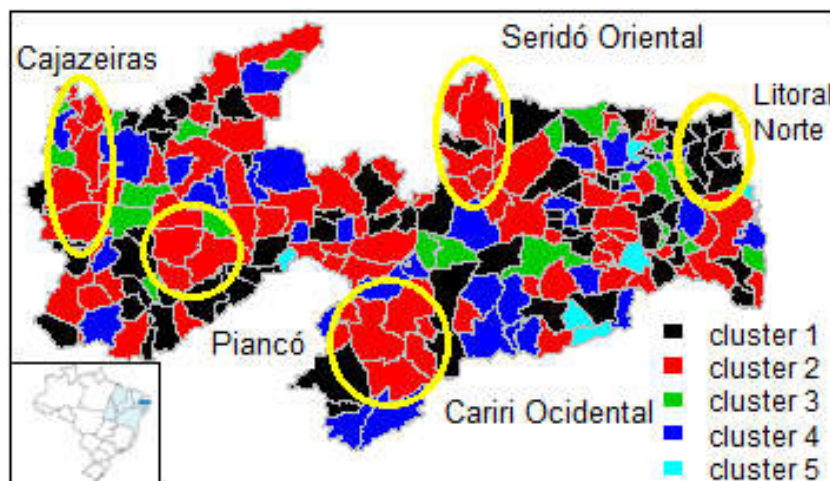 Seridó Oriental
Cajazeiras
Litoral
Norte
Piancó
Cariri Ocidental
cluster 1
cluster 2
cluster 3
cluster 4
cluster 5